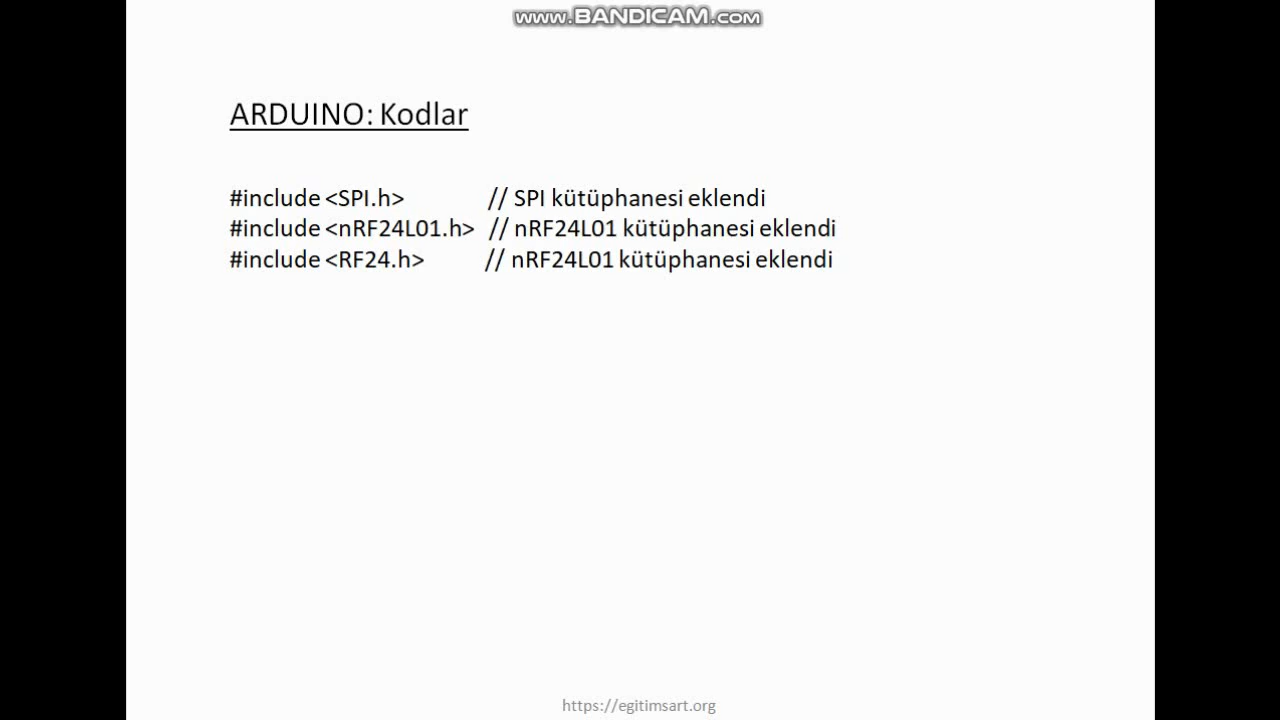 www.BANDICAM.com
ARDUINO: Kodlar
#include <SPI.h> // SPI kütüphanesi eklendi
#include <nRF24L01.h> // nRF24L01 kütüphanesi eklendi
#include <RF24.h> // nRF24L01 kütüphanesi eklendi
https://egitimsart.org